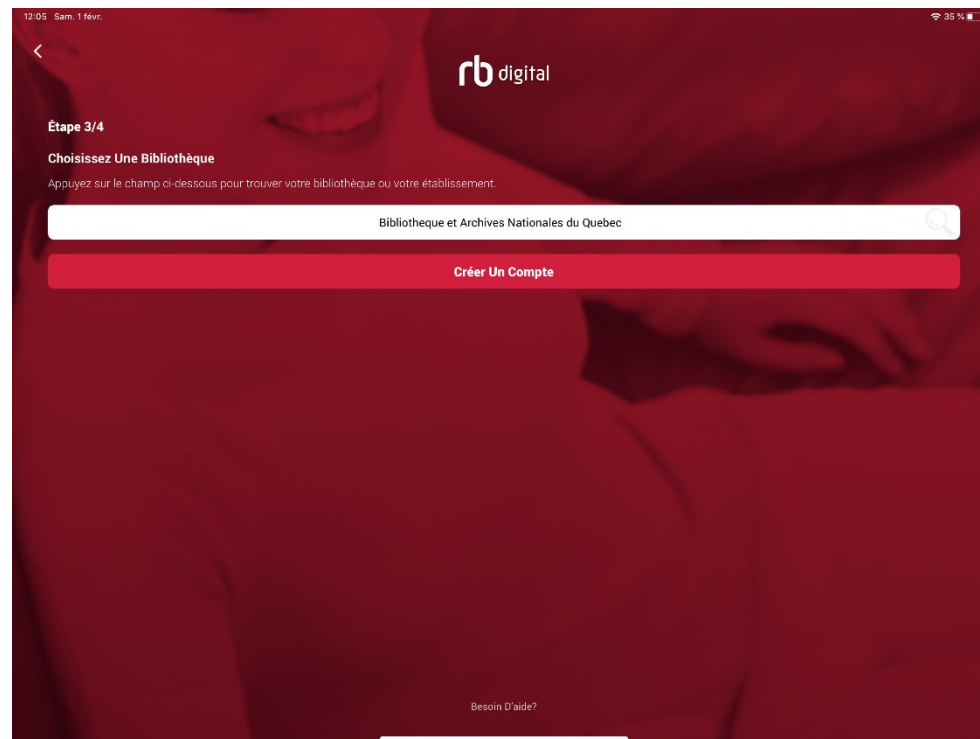 12:05 Sam. 1 févr.
35 %
rb digital
Étape 3/4
Choisissez Une Bibliothèque
Appuyez sur le champ ci-dessous pour trouver votre bibliothèque ou votre établissement.
Bibliotheque et Archives Nationales du Quebec
Créer Un Compte
Besoin D'aide?